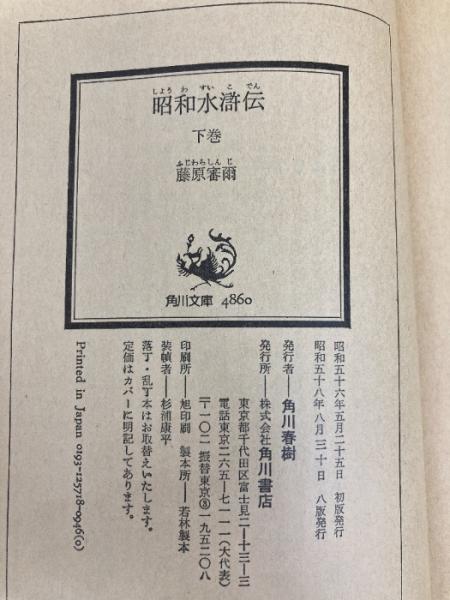 しょうわすいこでん
昭和水滸伝
下巻
ふじわらしんじ
藤原審爾
角川文庫 4860
昭和五十六年五月二十五日 初版発行
昭和五十八年八月三十日 八版発行
発行者——角川春樹
発行所——株式会社角川書店
東京都千代田区富士見二—十三—三
電話東京二六五—七一一一(大代表)
〒一〇二 振替東京③一九五二〇八
印刷所——旭印刷 製本所——若林製本
装幀者——杉浦康平
落丁・乱丁本はお取替えいたします。
定価はカバーに明記してあります。
Printed in Japan 0193-125718-0946(0)